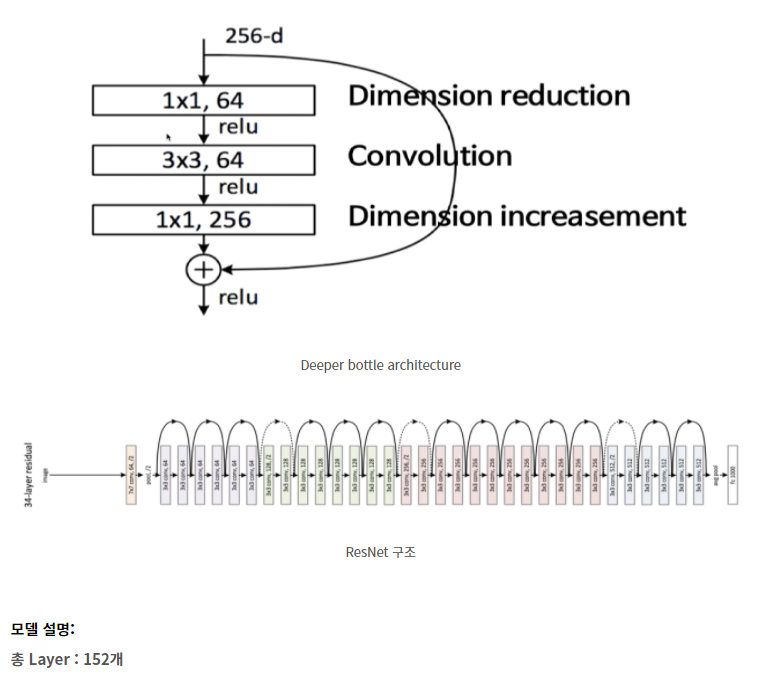 256-d
1x1, 64
Dimension reduction
relu
3x3, 64
Convolution
relu
1x1, 256
Dimension increasement
relu
Deeper bottle architecture
34-layer residual
image
7x7 conv, 64, /2
pool, /2
3x3 conv, 64
3x3 conv, 64
3x3 conv, 64
3x3 conv, 64
3x3 conv, 64
3x3 conv, 64
3x3 conv, 128, /2
3x3 conv, 128
3x3 conv, 128
3x3 conv, 128
3x3 conv, 128
3x3 conv, 128
3x3 conv, 128
3x3 conv, 128
3x3 conv, 256, /2
3x3 conv, 256
3x3 conv, 256
3x3 conv, 256
3x3 conv, 256
3x3 conv, 256
3x3 conv, 256
3x3 conv, 256
3x3 conv, 256
3x3 conv, 256
3x3 conv, 256
3x3 conv, 256
3x3 conv, 512, /2
3x3 conv, 512
3x3 conv, 512
3x3 conv, 512
3x3 conv, 512
3x3 conv, 512
avg pool
fc 1000
ResNet 구조
모델 설명:
총 Layer : 152개